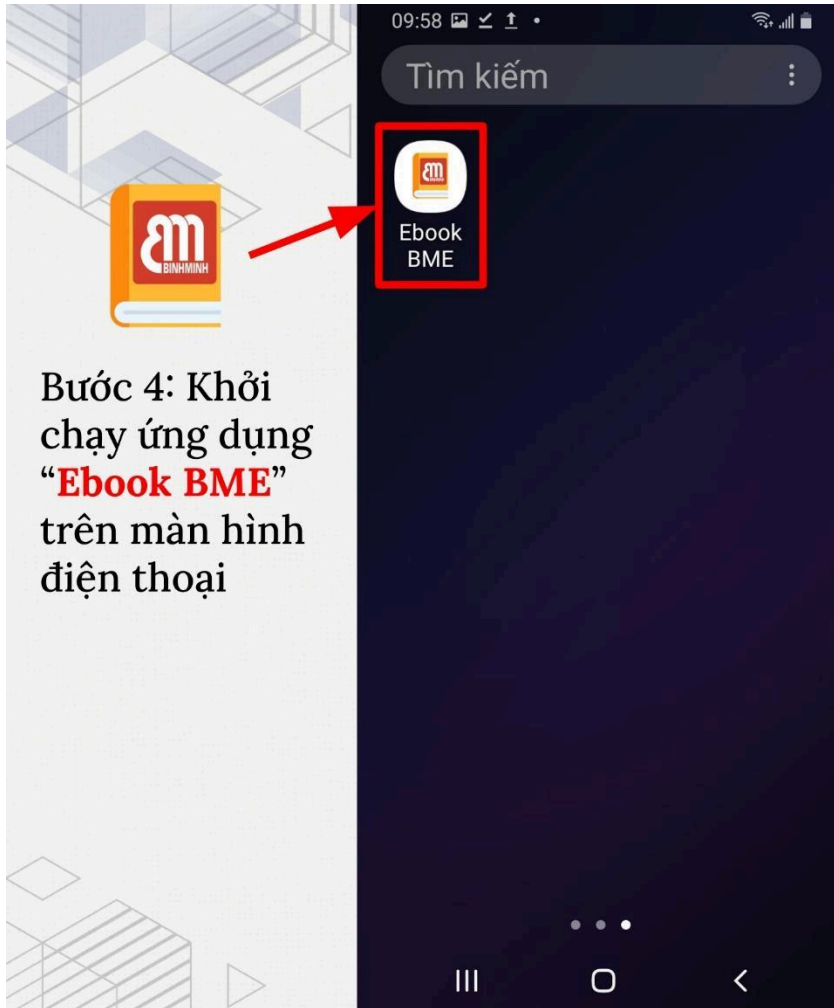 BINHMINH
Bước 4: Khởi
chạy ứng dụng
“Ebook BME”
trên màn hình
điện thoại
09:58
Tìm kiếm
Ebook
BME